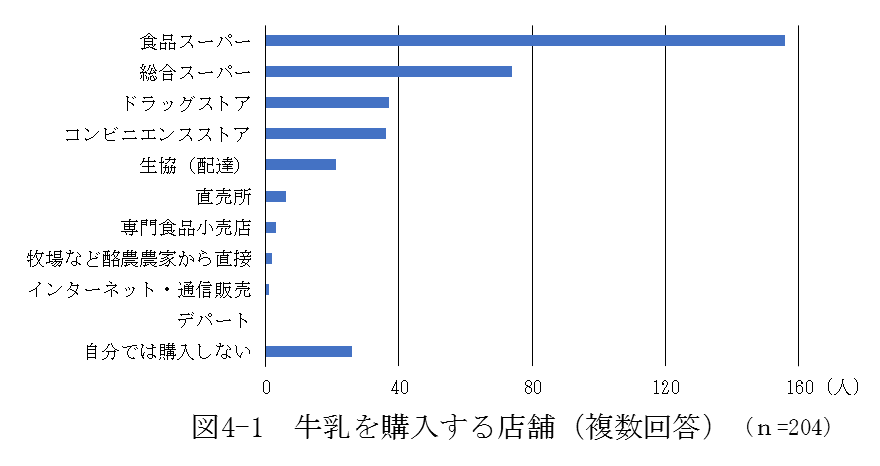 食品スーパー
総合スーパー
ドラッグストア
コンビニエンスストア
生協（配達）
直売所
専門食品小売店
牧場など酪農農家から直接
インターネット・通信販売
デパート
自分では購入しない
0 40 80 120 160（人）
図4-1　牛乳を購入する店舗（複数回答）（n=204）